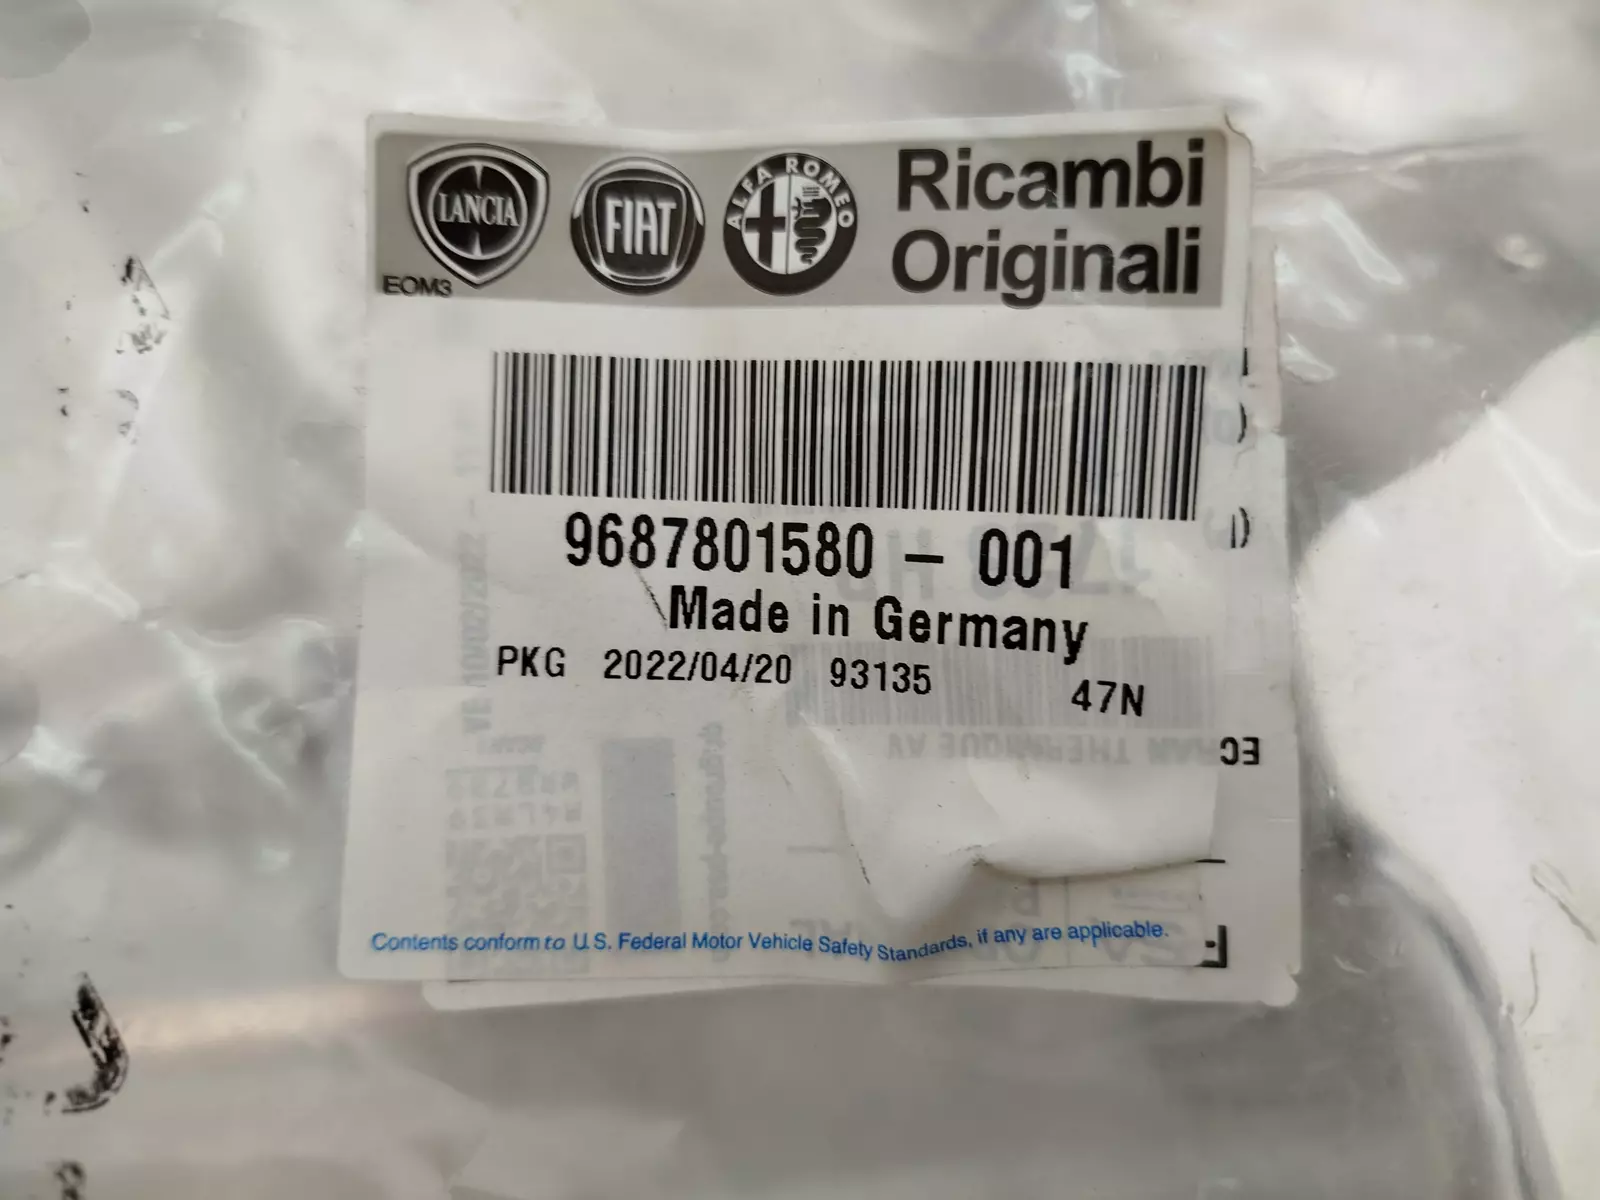 LANCIA
FIAT
ALFA ROMEO
Ricambi
Originali
EOM3
9687801580 - 001
Made in Germany
PKG 2022/04/20 93135 47N
Contents conform to U.S. Federal Motor Vehicle Safety Standards, if any are applicable.